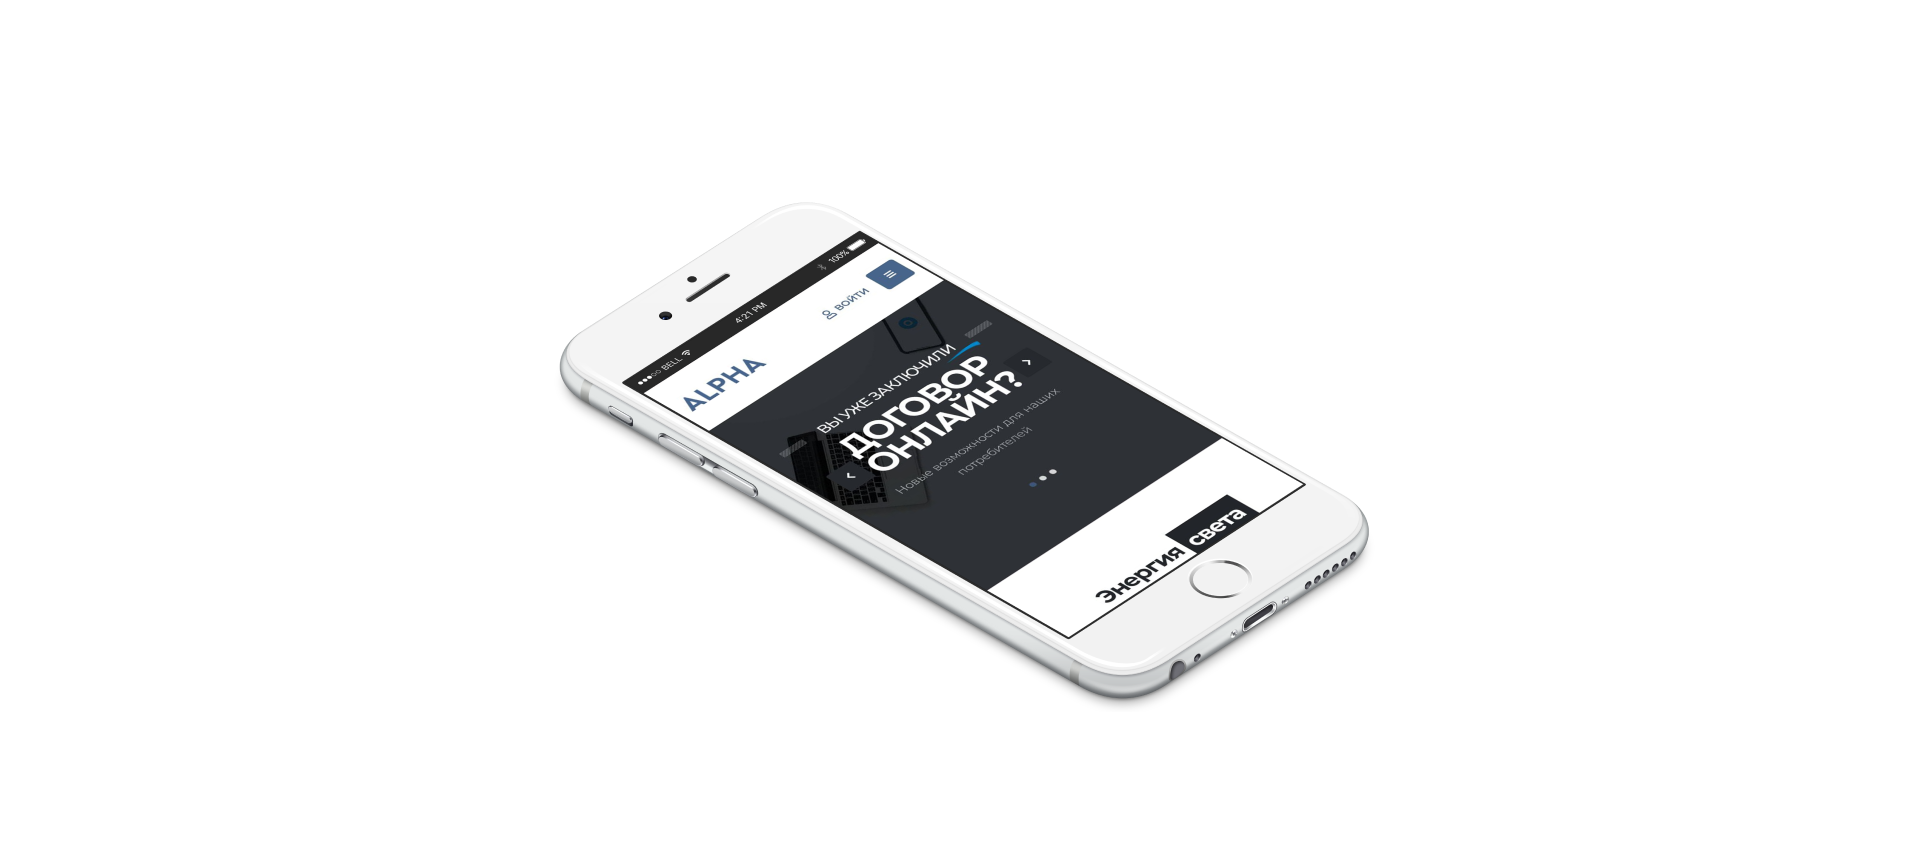 BELL 4:21 PM 100%
ALPHA ВОЙТИ
ВЫ УЖЕ ЗАКЛЮЧИЛИ
ДОГОВОР
ОНЛАЙН?
Новые возможности для наших
потребителей
Энергия света